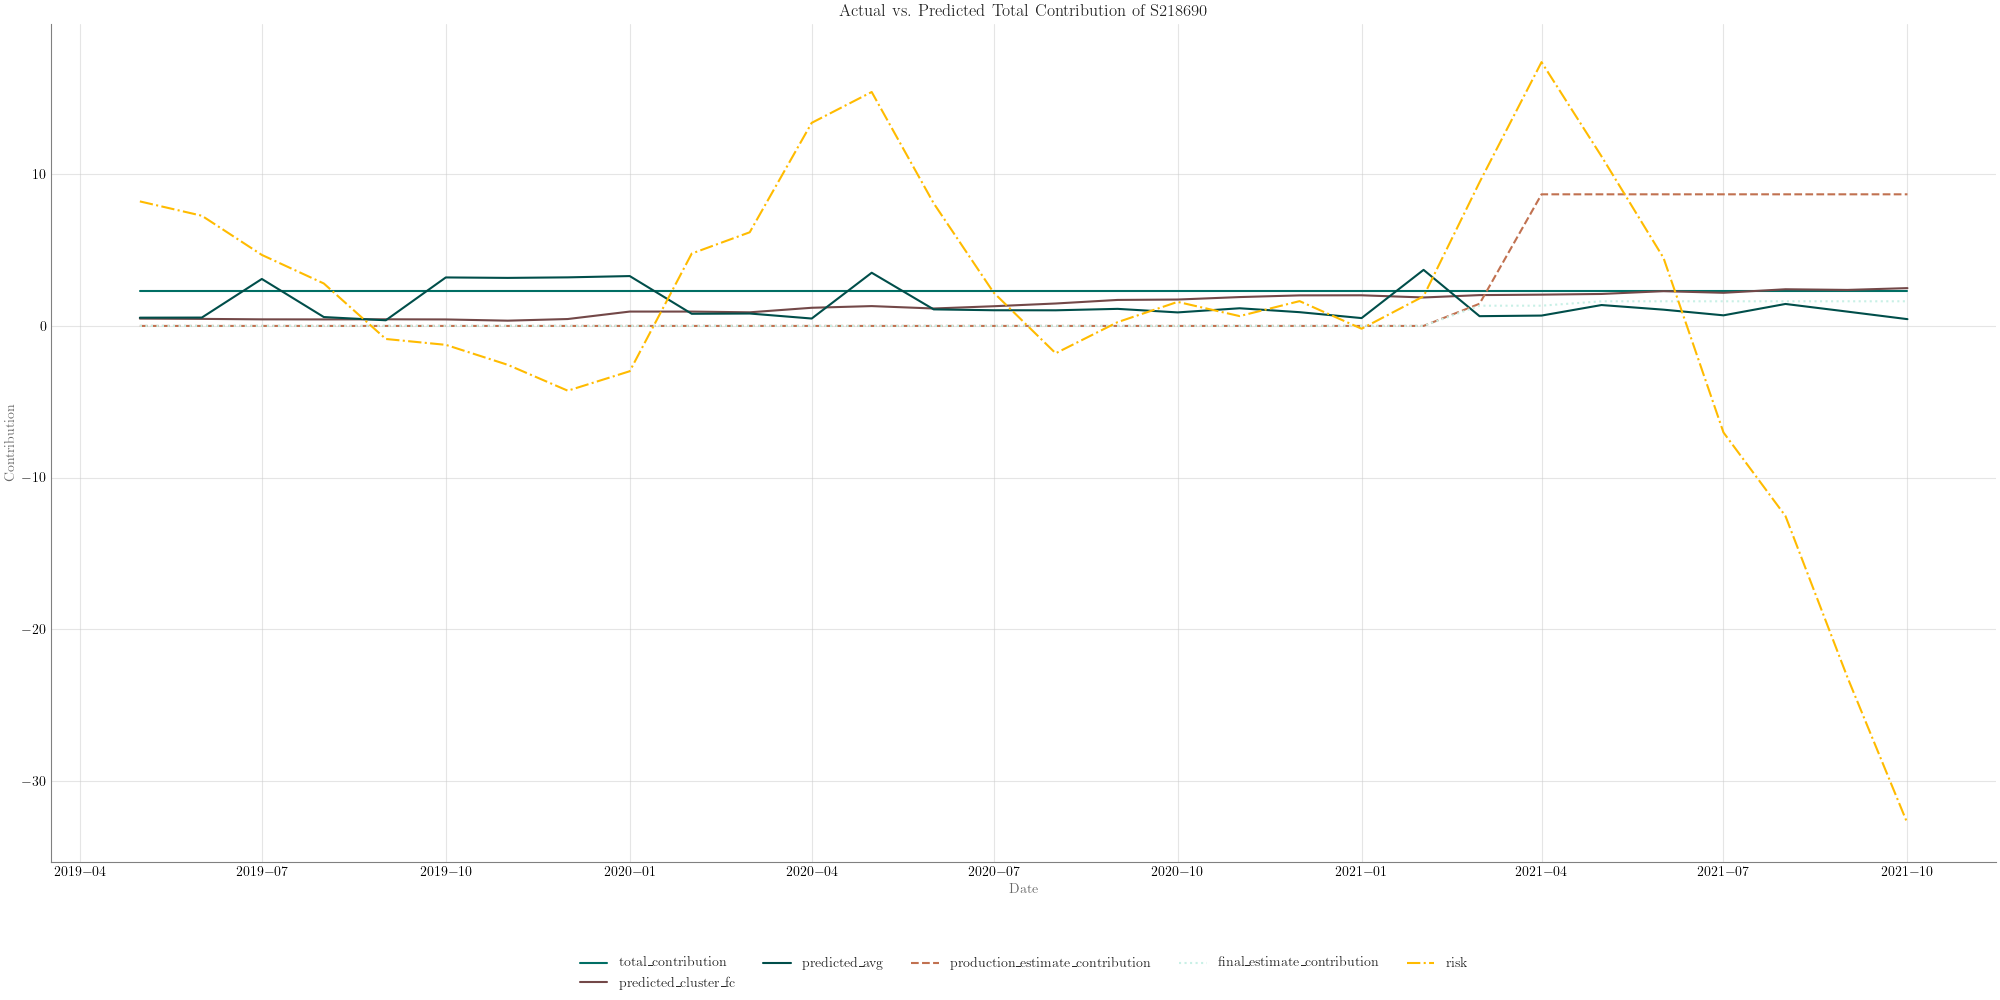 Actual vs. Predicted Total Contribution of S218690
Contribution
10
0
−10
−20
−30
2019−04
2019−07
2019−10
2020−01
2020−04
2020−07
2020−10
2021−01
2021−04
2021−07
2021−10
Date
total_contribution
predicted_avg
production_estimate_contribution
final_estimate_contribution
risk
predicted_cluster_fc